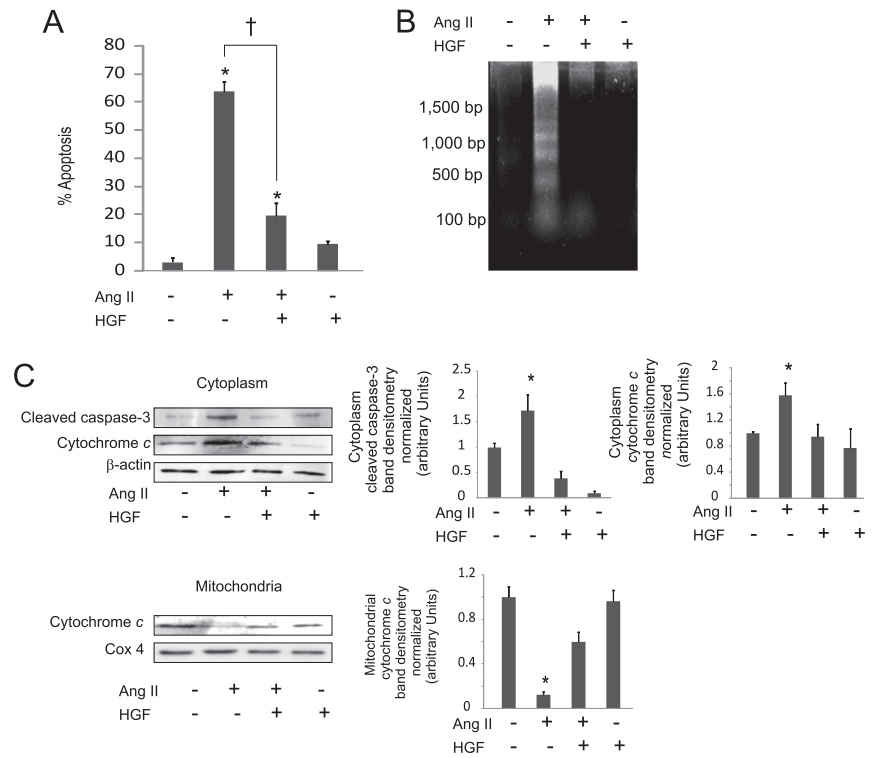 A
†
% Apoptosis
80
70
60
50
40
30
20
10
0
*
*
Ang II - + + -
HGF - - + +
B
Ang II - + + -
HGF - - + +
1,500 bp
1,000 bp
500 bp
100 bp
C
Cytoplasm
Cleaved caspase-3
Cytochrome c
β-actin
Ang II - + + -
HGF - - + +
Cytoplasm
cleaved caspase-3
band densitometry
normalized
(arbitrary Units)
2.5
2
1.5
1
0.5
0
*
Ang II - + + -
HGF - - + +
Cytoplasm
cytochrome c
band densitometry
normalized
(arbitrary Units)
2
1.6
1.2
0.8
0.4
0
*
Ang II - + + -
HGF - - + +
Mitochondria
Cytochrome c
Cox 4
Ang II - + + -
HGF - - + +
Mitochondrial
cytochrome c
band densitometry
normalized
(arbitrary Units)
1.2
0.8
0.4
0
*
Ang II - + + -
HGF - - + +